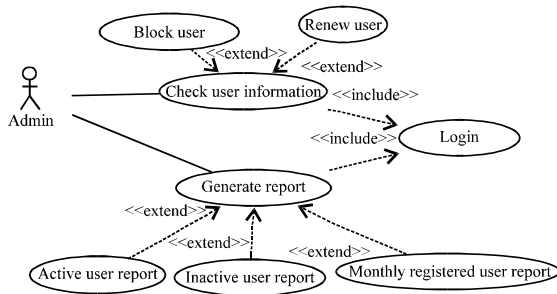 Block user
Renew user
<<extend>>
<<extend>>
Check user information
<<include>>
Admin
<<include>>
Login
Generate report
<<extend>>
<<extend>>
<<extend>>
Active user report
Inactive user report
Monthly registered user report